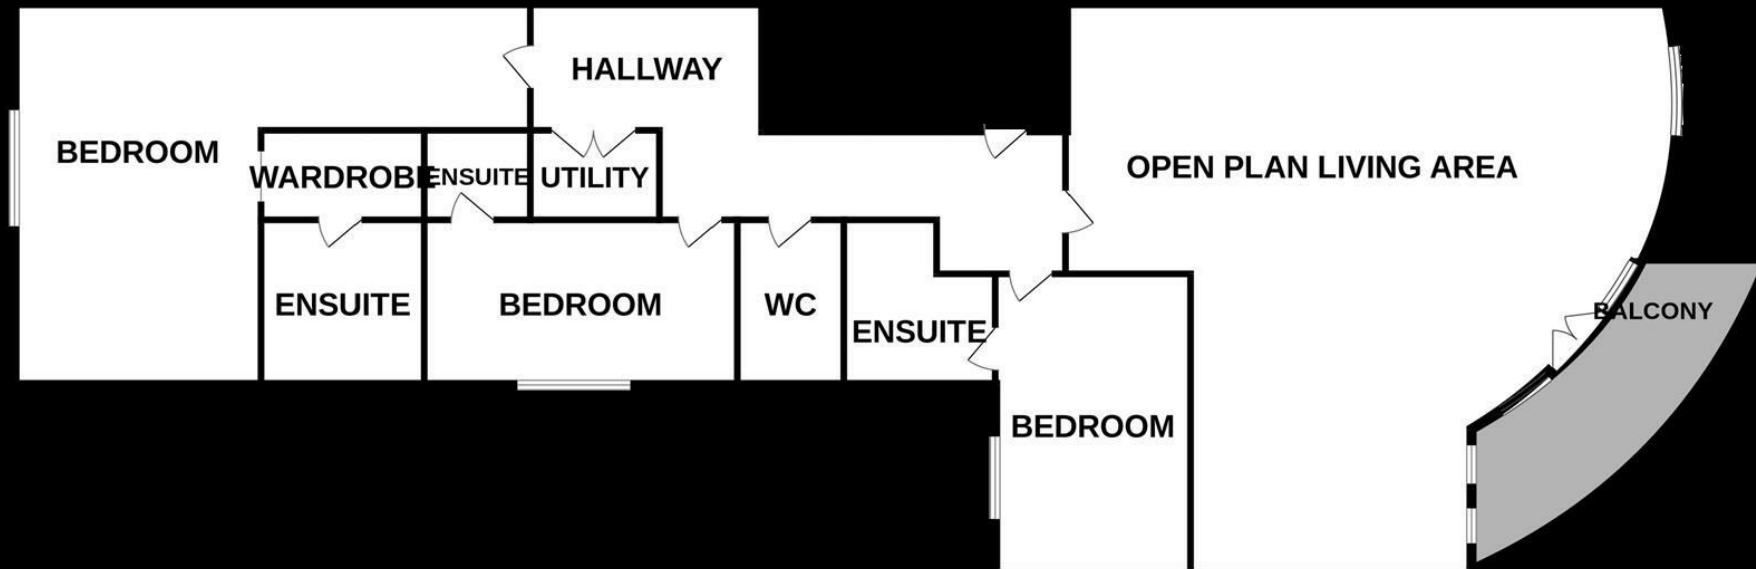 HALLWAY
BEDROOM
WARDROBE
ENSUITE
UTILITY
OPEN PLAN LIVING AREA
ENSUITE
BEDROOM
WC
ENSUITE
BALCONY
BEDROOM